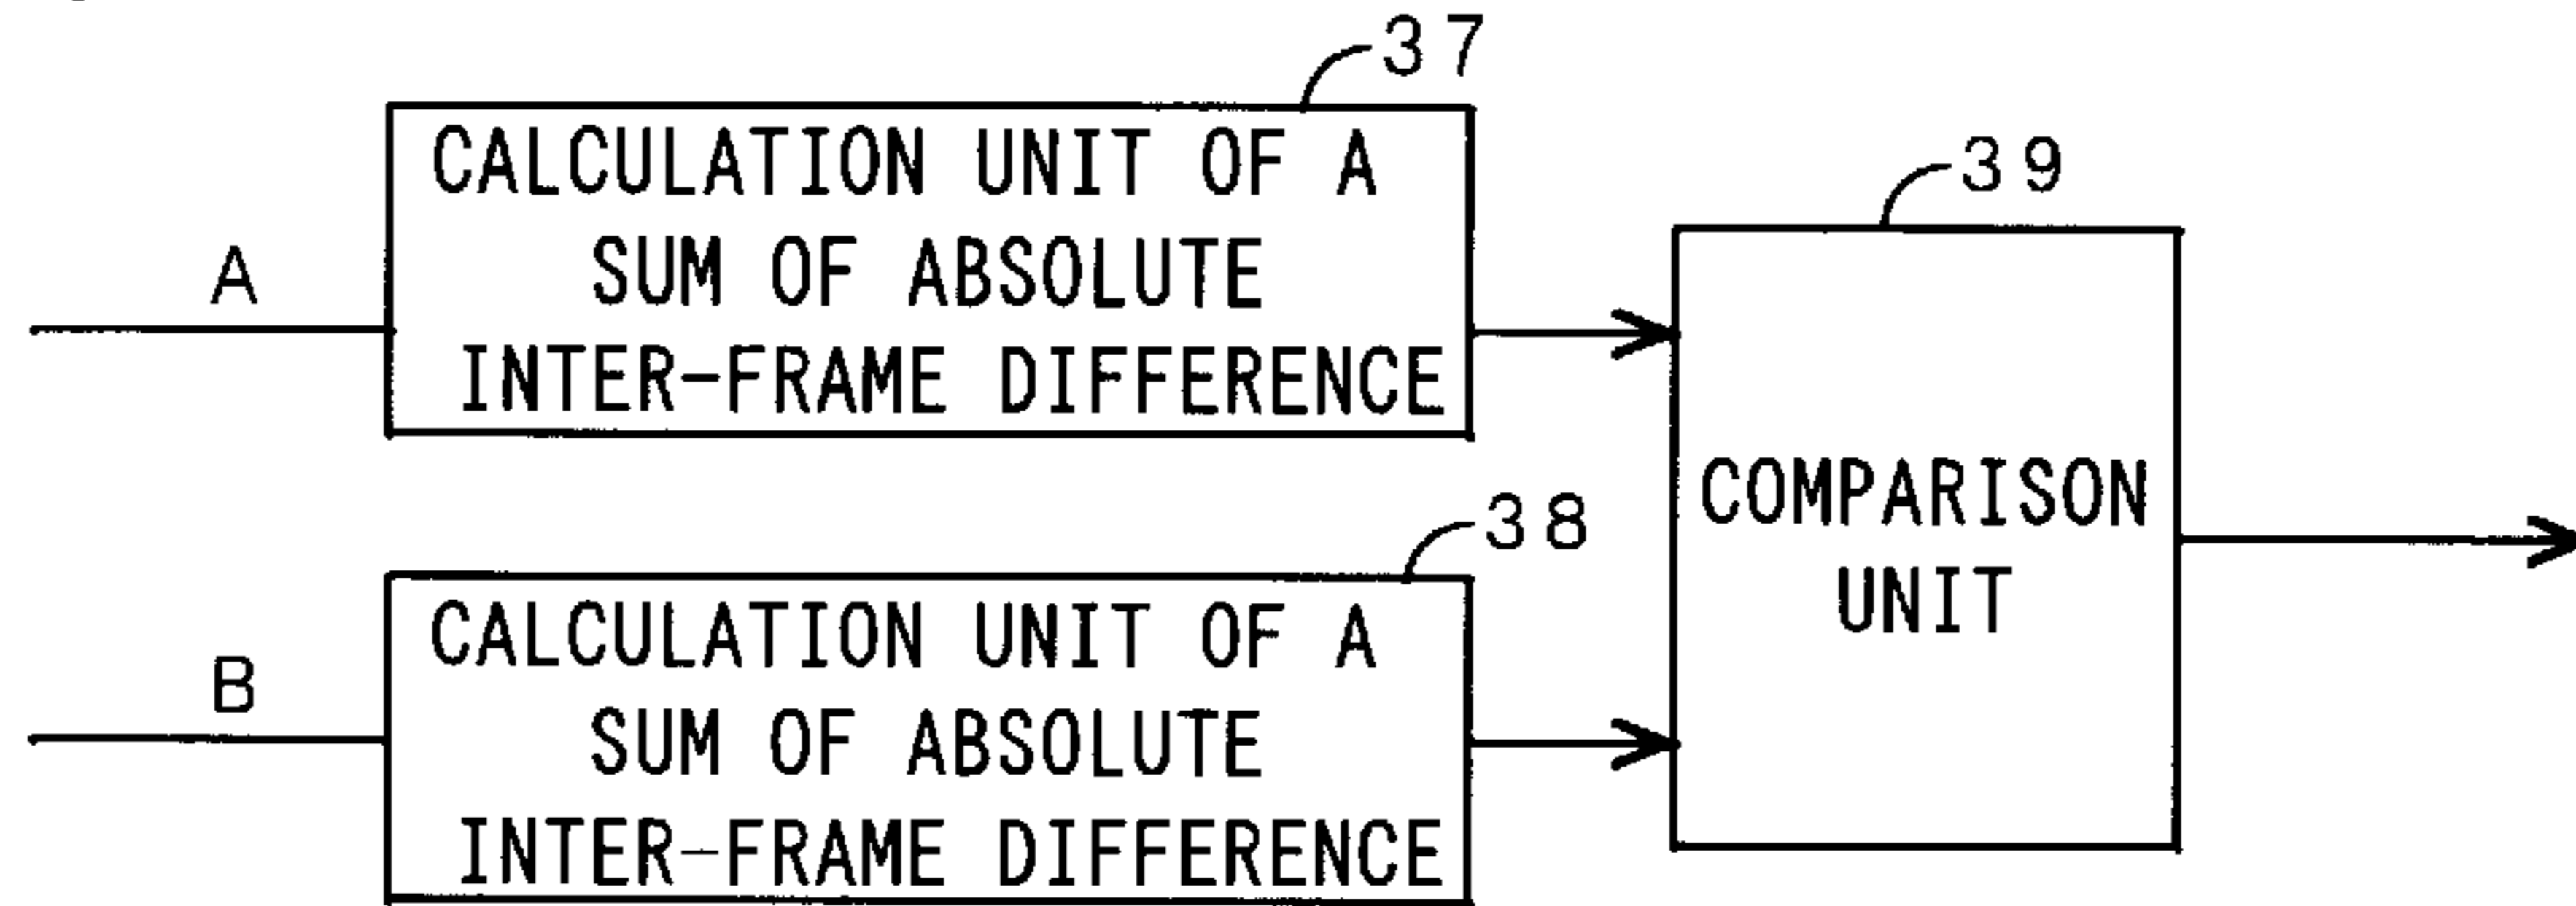 37
CALCULATION UNIT OF A
SUM OF ABSOLUTE
INTER-FRAME DIFFERENCE
A
39
COMPARISON
UNIT
38
CALCULATION UNIT OF A
SUM OF ABSOLUTE
INTER-FRAME DIFFERENCE
B